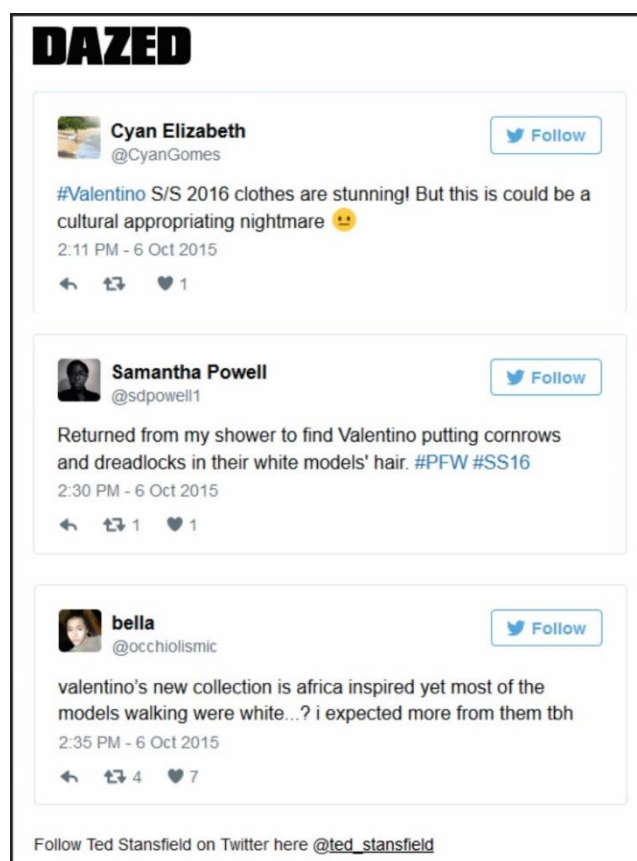 DAZED
Cyan Elizabeth
@CyanGomes
Follow
#Valentino S/S 2016 clothes are stunning! But this is could be a
cultural appropriating nightmare 😐
2:11 PM - 6 Oct 2015
1
Samantha Powell
@sdpowell1
Follow
Returned from my shower to find Valentino putting cornrows
and dreadlocks in their white models' hair. #PFW #SS16
2:30 PM - 6 Oct 2015
1 1
bella
@occhiolismic
Follow
valentino's new collection is africa inspired yet most of the
models walking were white...? i expected more from them tbh
2:35 PM - 6 Oct 2015
4 7
Follow Ted Stansfield on Twitter here @ted_stansfield